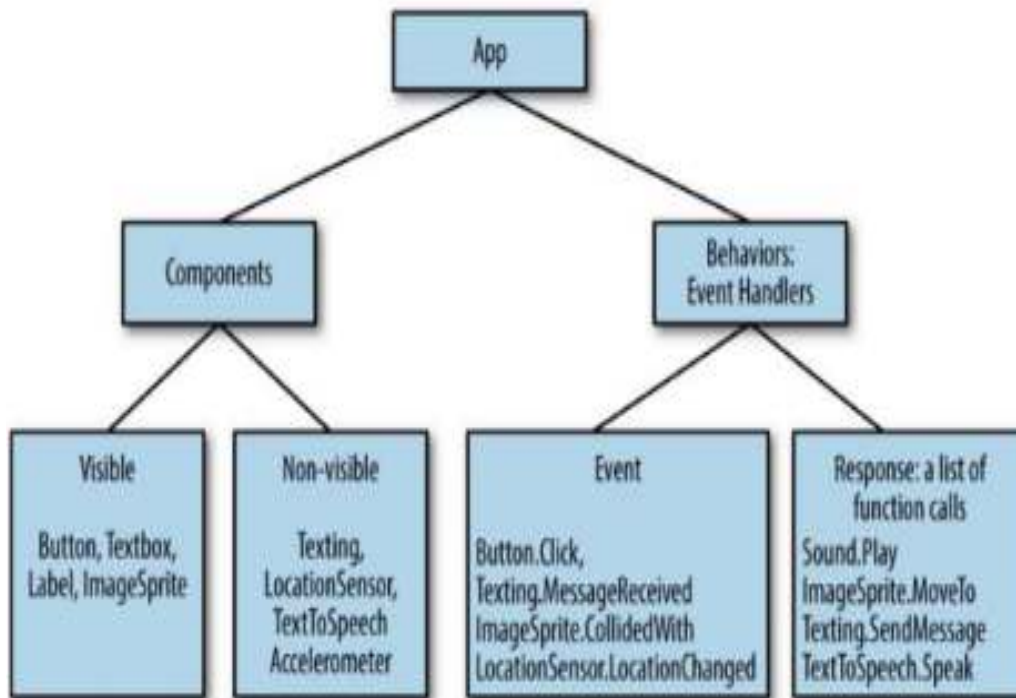 App
Components
Behaviors:
Event Handlers
Visible
Button, Textbox,
Label, ImageSprite
Non-visible
Texting,
LocationSensor,
TextToSpeech
Accelerometer
Event
Button.Click,
Texting.MessageReceived
ImageSprite.CollidedWith
LocationSensor.LocationChanged
Response: a list of
function calls
Sound.Play
ImageSprite.MoveTo
Texting.SendMessage
TextToSpeech.Speak